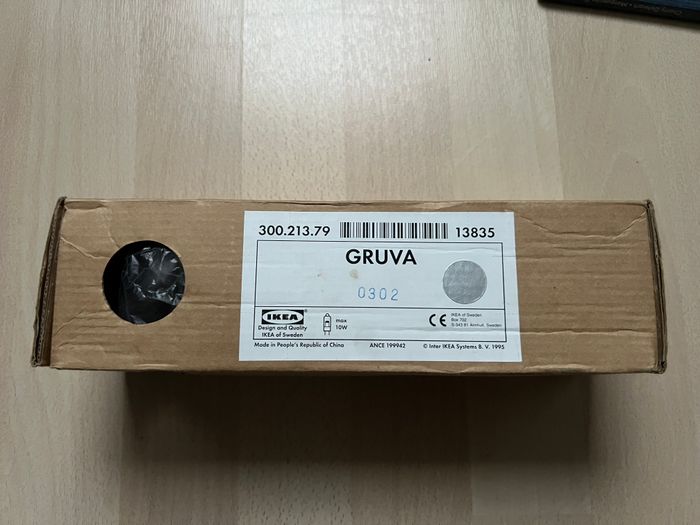 300.213.79 13835
GRUVA
0302
IKEA
Design and Quality
IKEA of Sweden
max
10W
CE
IKEA of Sweden
Box 702
S-343 81 Älmhult, Sweden
Made in People's Republic of China ANCE 199942 © Inter IKEA Systems B. V. 1995